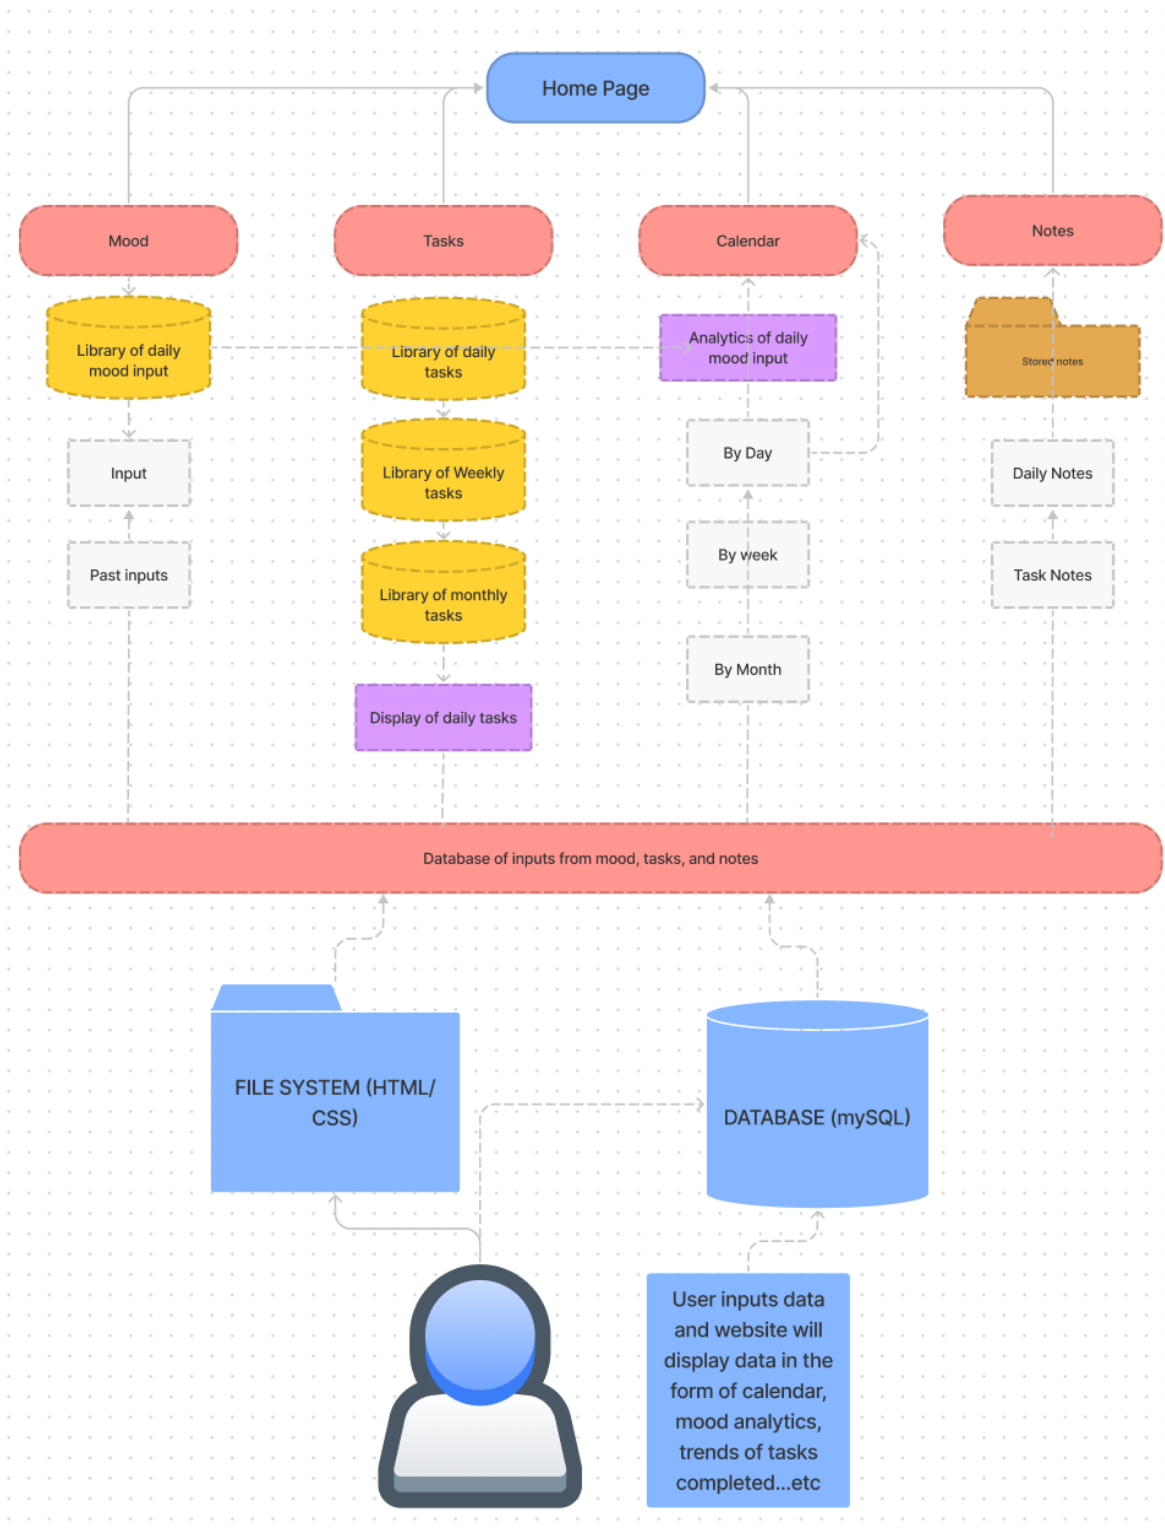 Home Page
Mood
Tasks
Calendar
Notes
Library of daily
mood input
Library of daily
tasks
Analytics of daily
mood input
Stored notes
Input
Library of Weekly
tasks
By Day
Daily Notes
Past inputs
Library of monthly
tasks
By week
Task Notes
By Month
Display of daily tasks
Database of inputs from mood, tasks, and notes
FILE SYSTEM (HTML/
CSS)
DATABASE (mySQL)
User inputs data
and website will
display data in the
form of calendar,
mood analytics,
trends of tasks
completed...etc